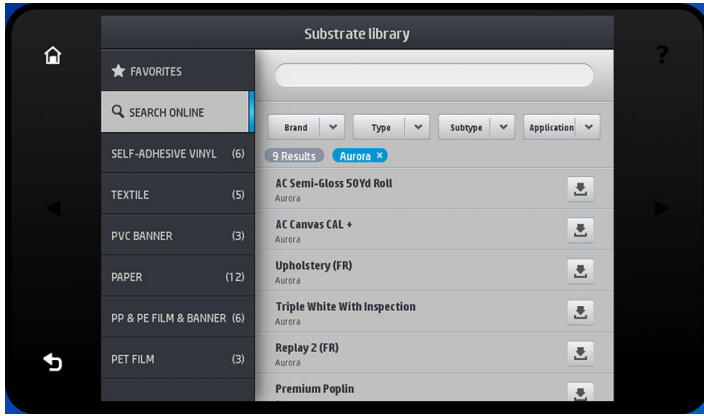 Substrate library
?
FAVORITES
SEARCH ONLINE
SELF-ADHESIVE VINYL (6)
TEXTILE (5)
PVC BANNER (3)
PAPER (12)
PP & PE FILM & BANNER (6)
PET FILM (3)
Brand Type Subtype Application
9 Results Aurora ×
AC Semi-Gloss 50Yd Roll
Aurora
AC Canvas CAL +
Aurora
Upholstery (FR)
Aurora
Triple White With Inspection
Aurora
Replay 2 (FR)
Aurora
Premium Poplin